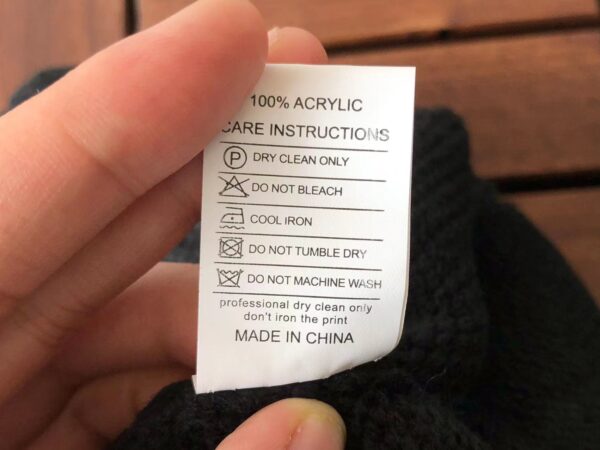 100% ACRYLIC
CARE INSTRUCTIONS
P DRY CLEAN ONLY
DO NOT BLEACH
COOL IRON
DO NOT TUMBLE DRY
DO NOT MACHINE WASH
professional dry clean only
don't iron the print
MADE IN CHINA